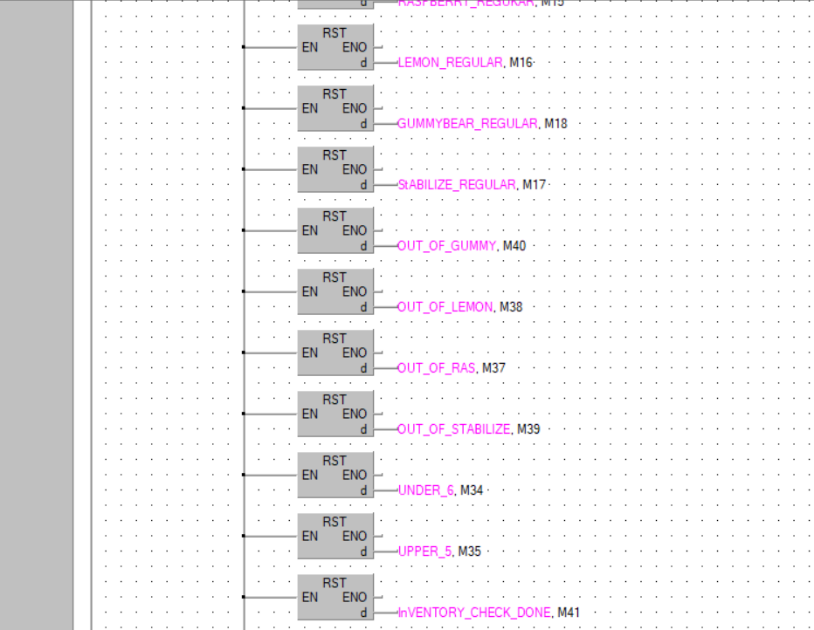 d RASPBERRY_REGUKAR, M15
RST
EN ENO
d LEMON_REGULAR, M16
RST
EN ENO
d GUMMYBEAR_REGULAR, M18
RST
EN ENO
d StABILIZE_REGULAR, M17
RST
EN ENO
d OUT_OF_GUMMY, M40
RST
EN ENO
d OUT_OF_LEMON, M38
RST
EN ENO
d OUT_OF_RAS, M37
RST
EN ENO
d OUT_OF_STABILIZE, M39
RST
EN ENO
d UNDER_6, M34
RST
EN ENO
d UPPER_5, M35
RST
EN ENO
d InVENTORY_CHECK_DONE, M41